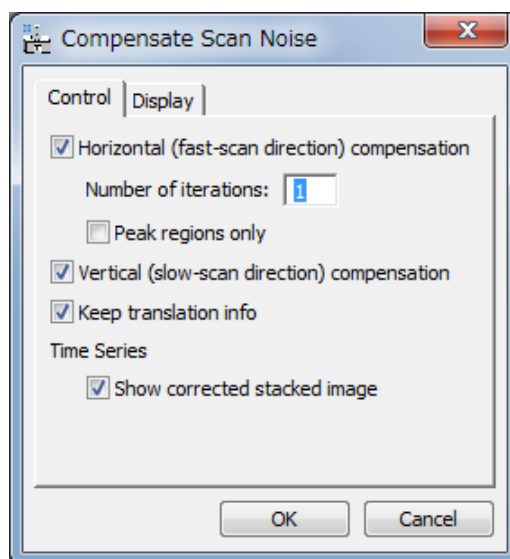 Compensate Scan Noise
Control Display
Horizontal (fast-scan direction) compensation
Number of iterations: 1
Peak regions only
Vertical (slow-scan direction) compensation
Keep translation info
Time Series
Show corrected stacked image
OK Cancel